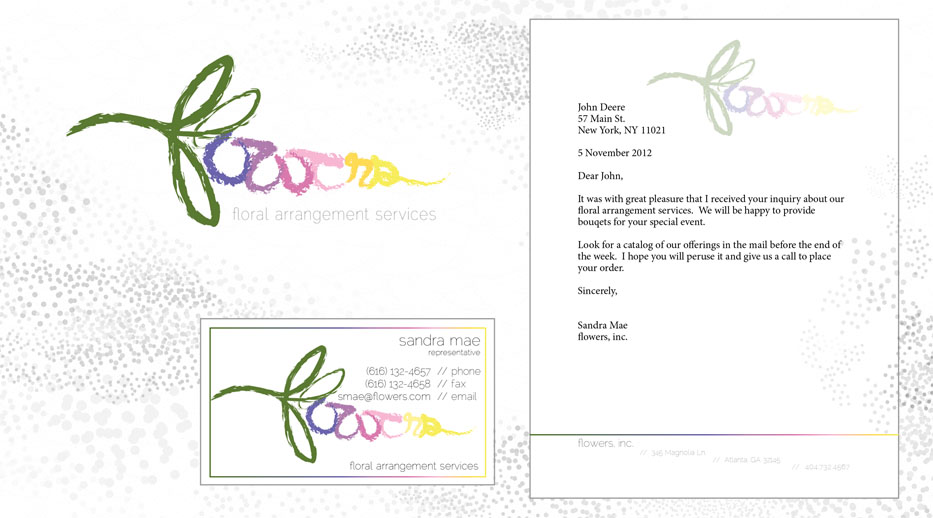 flowers
floral arrangement services
sandra mae
representative
(616) 132-4657 // phone
(616) 132-4658 // fax
smae@flowers.com // email
flowers
floral arrangement services
flowers
John Deere
57 Main St.
New York, NY 11021
5 November 2012
Dear John,
It was with great pleasure that I received your inquiry about our
floral arrangement services. We will be happy to provide
bouqets for your special event.
Look for a catalog of our offerings in the mail before the end of
the week. I hope you will peruse it and give us a call to place
your order.
Sincerely,
Sandra Mae
flowers, inc.
flowers, inc.
// 345 Magnolia Ln
// Atlanta, GA
// 404.732.4567